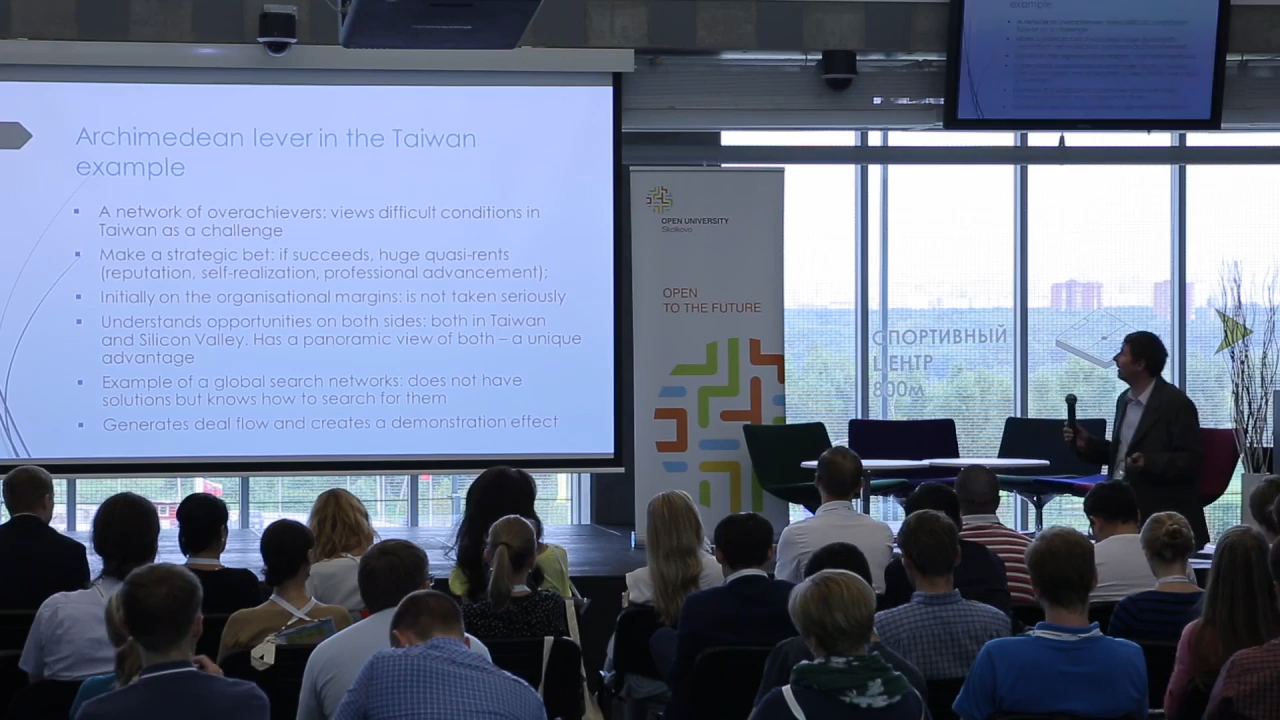 Archimedean lever in the Taiwan
example
A network of overachievers: views difficult conditions in
Taiwan as a challenge
Make a strategic bet: if succeeds, huge quasi-rents
(reputation, self-realization, professional advancement);
Initially on the organisational margins: is not taken seriously
Understands opportunities on both sides: both in Taiwan
and Silicon Valley. Has a panoramic view of both – a unique
advantage
Example of a global search networks: does not have
solutions but knows how to search for them
Generates deal flow and creates a demonstration effect
OPEN UNIVERSITY
Skolkovo
OPEN
TO THE FUTURE
СПОРТИВНЫЙ
ЦЕНТР
800м
example